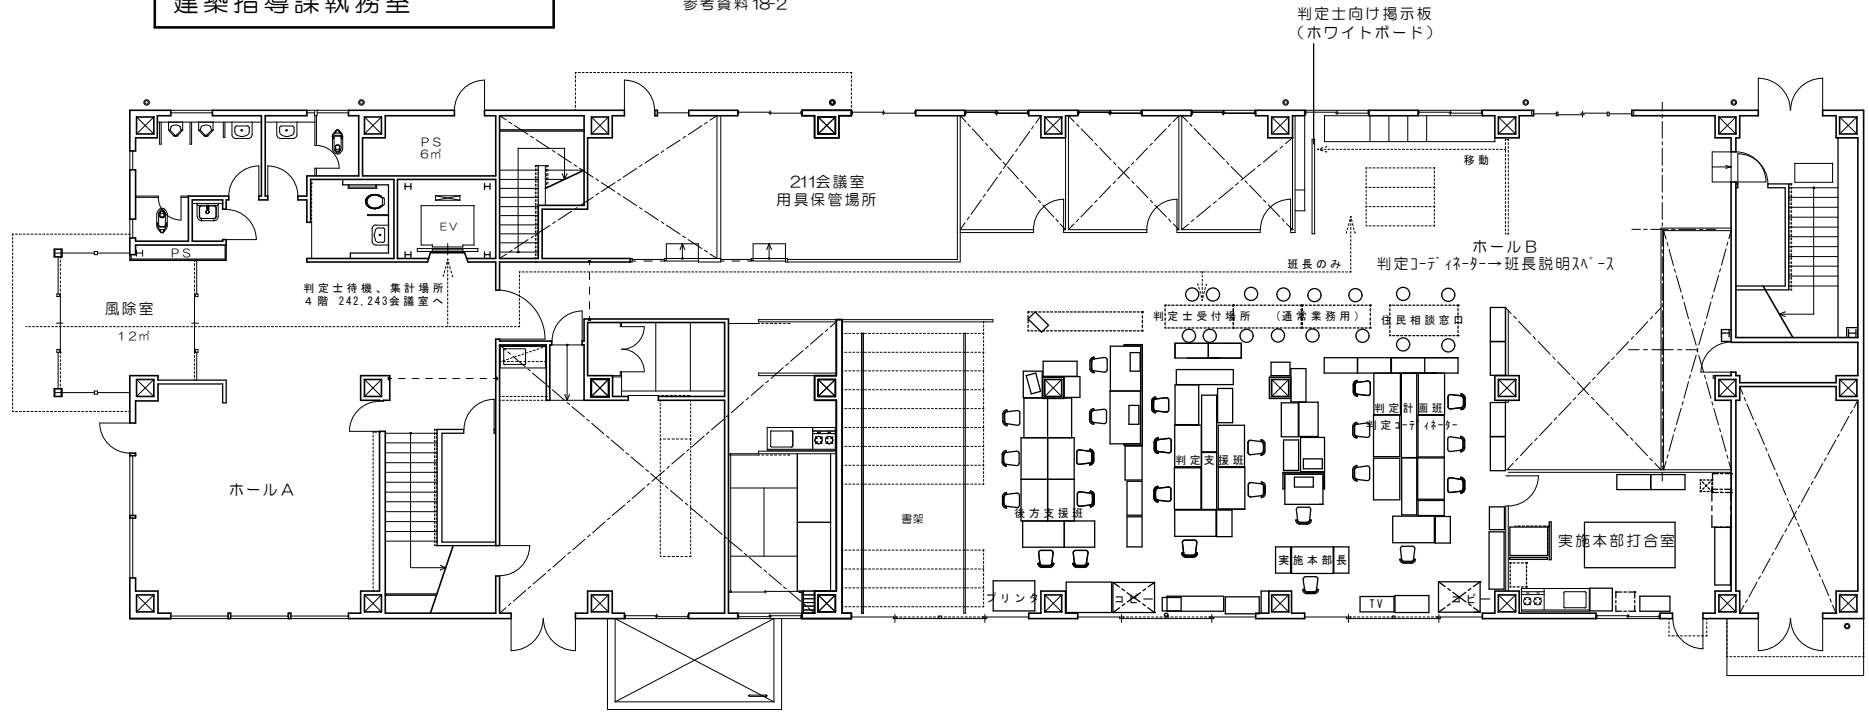 建築指導課執務室
参考資料18-2
判定士向け掲示板
（ホワイトボード）
PS
6㎡
211会議室
用具保管場所
移動
EV
PS
ホールB
判定ｺｰﾃﾞｨﾈｰﾀｰ→班長説明ｽﾍﾟｰｽ
班長のみ
判定士待機、集計場所
4階 242,243会議室へ
風除室
12㎡
判定士受付場所
（通常業務用）
住民相談窓口
判定計画班
判定ｺｰﾃﾞｨﾈｰﾀｰ
判定支援班
ホールA
書架
後方支援班
実施本部打合室
実施本部長
プリンタ
コピー
TV
コピー